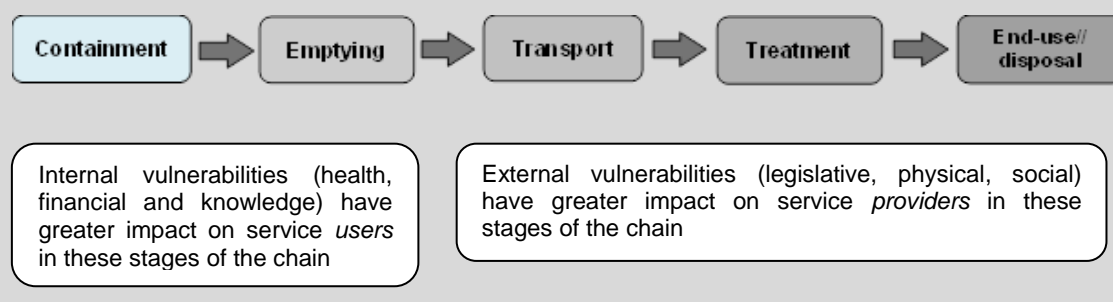 Containment
Emptying
Transport
Treatment
End-use//
disposal
Internal vulnerabilities (health,
financial and knowledge) have
greater impact on service users
in these stages of the chain
External vulnerabilities (legislative, physical, social)
have greater impact on service providers in these
stages of the chain